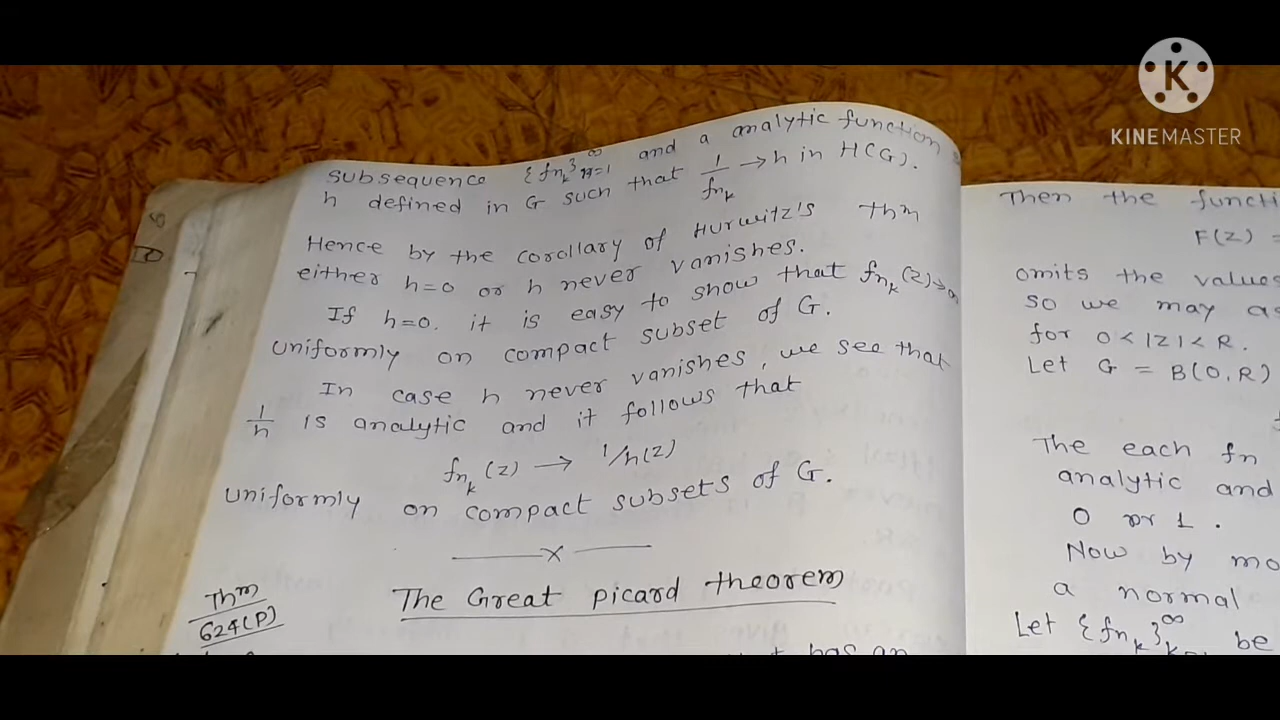 KINEMASTER
subsequence {fnₖ}∞ n=1 and a analytic function
h defined in G such that 1/fnₖ → h in H(G).
Hence by the corollary of Hurwitz's Thm
either h=0 or h never vanishes.
If h=0. it is easy to show that fnₖ(z)→∞
uniformly on compact subset of G.
In case h never vanishes, we see that
1/h is analytic and it follows that
fnₖ(z) → 1/h(z)
uniformly on compact subsets of G.
x
Thm
624(P)
The Great picard theorem
has an
Then the functi
F(z) =
omits the values
so we may as
for 0<|z|<R.
Let G = B(0,R)
The each fn
analytic and
0 or 1.
Now by mo
a normal
Let {fnₖ}∞ be